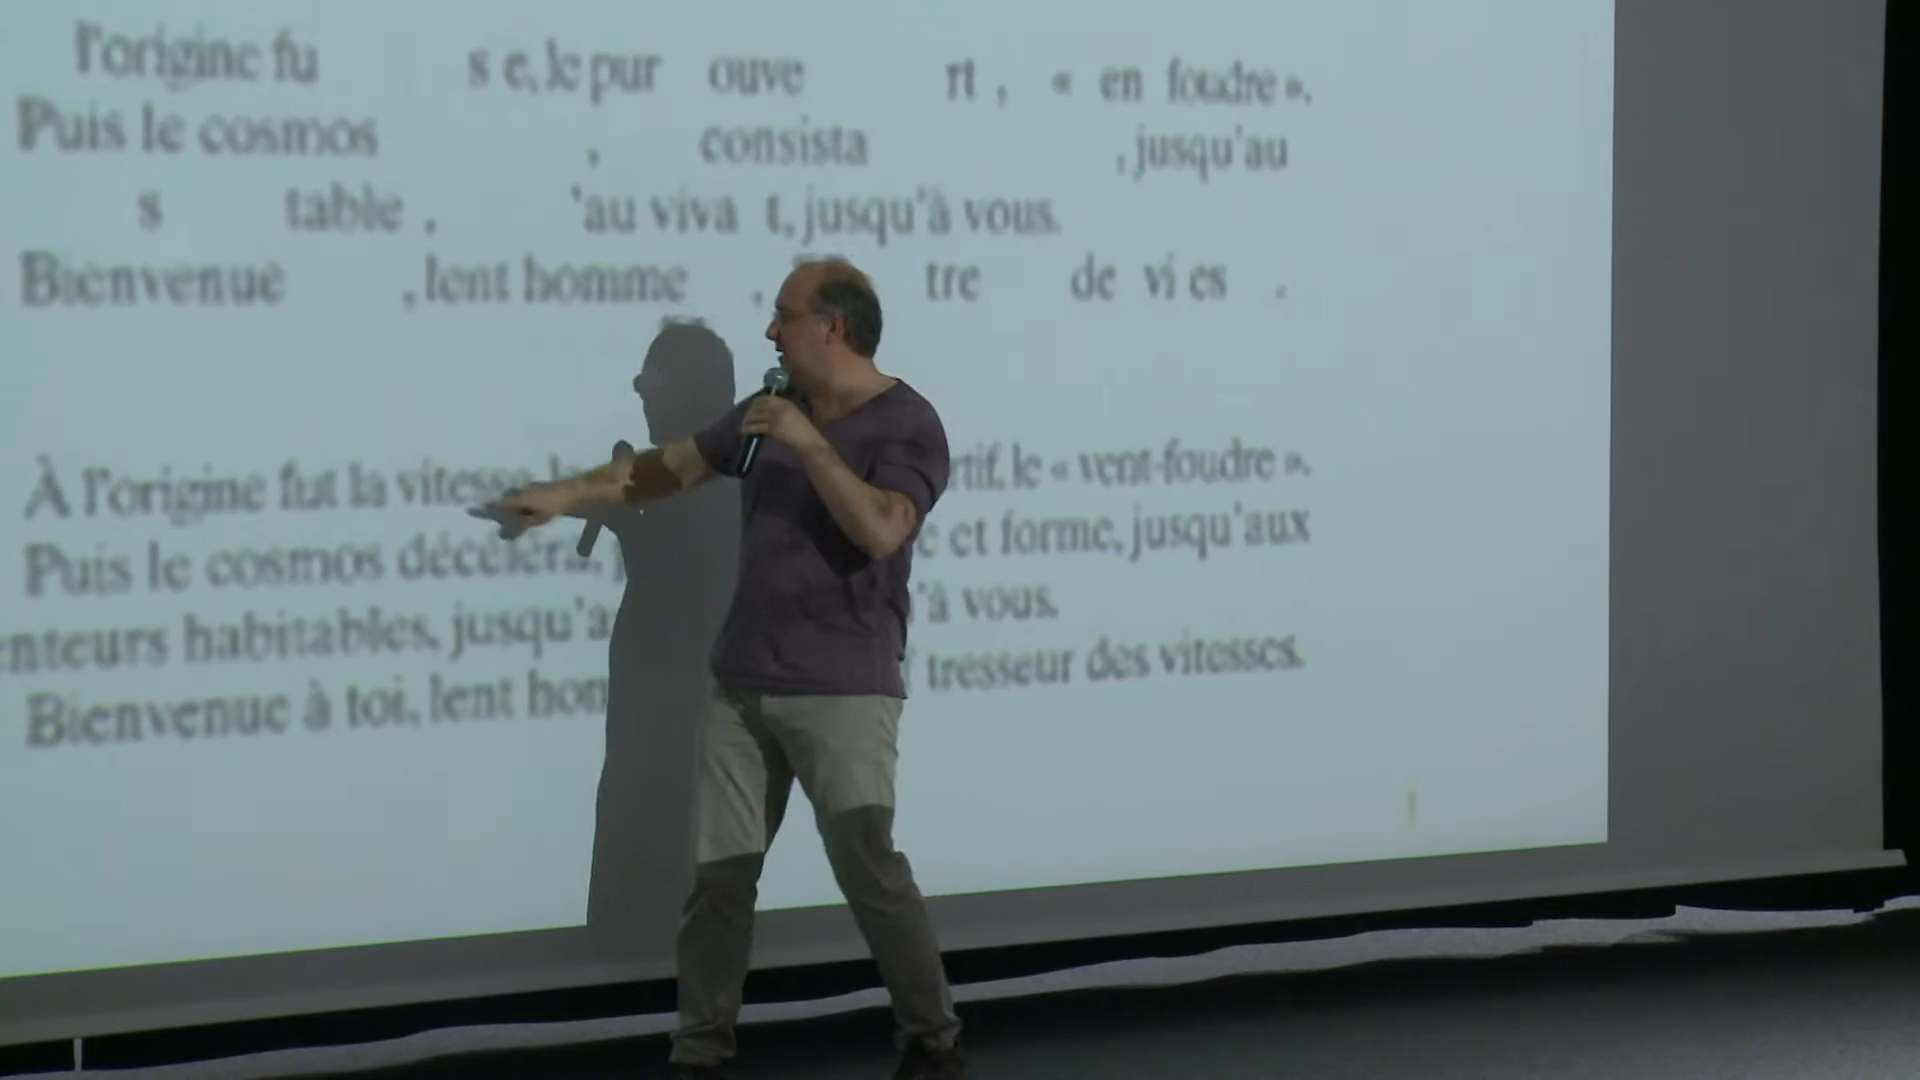 l'origine fu s e, le pur ouve rt , « en foudre ».
Puis le cosmos , consista , jusqu'au
s table , 'au viva t, jusqu'à vous.
Bienvenue , lent homme , tre de vi es .
À l'origine fut la vitesse rtif, le « vent-foudre ».
Puis le cosmos décéléra, et forme, jusqu'aux
enteurs habitables, jusqu'a 'à vous.
Bienvenue à toi, lent hom tresseur des vitesses.